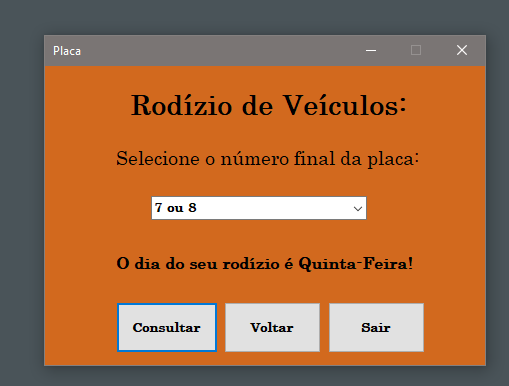 Placa
Rodízio de Veículos:
Selecione o número final da placa:
7 ou 8
O dia do seu rodízio é Quinta-Feira!
Consultar Voltar Sair